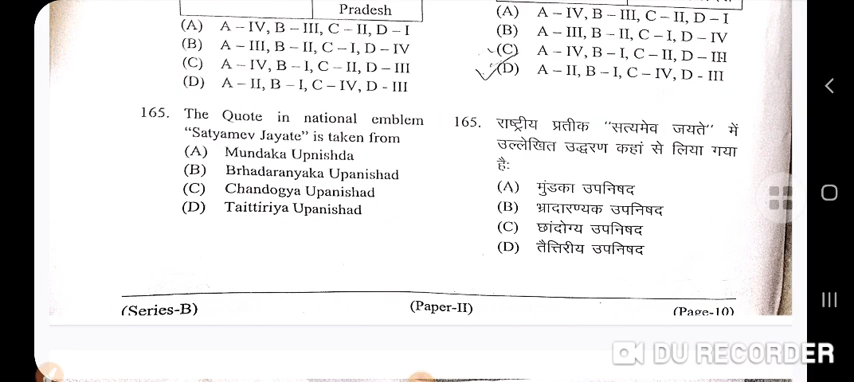 Pradesh
(A) A – IV, B – III, C – II, D – I
(B) A – III, B – II, C – I, D – IV
(C) A – IV, B – I, C – II, D – III
(D) A – II, B – I, C – IV, D - III
165. The Quote in national emblem
“Satyamev Jayate” is taken from
(A) Mundaka Upnishda
(B) Brhadaranyaka Upanishad
(C) Chandogya Upanishad
(D) Taittiriya Upanishad
(A) A – IV, B – III, C – II, D – I
(B) A – III, B – II, C – I, D – IV
(C) A – IV, B – I, C – II, D – III
(D) A – II, B – I, C – IV, D - III
165. राष्ट्रीय प्रतीक “सत्यमेव जयते” में
उल्लेखित उद्धरण कहां से लिया गया
है:
(A) मुंडका उपनिषद
(B) भ्रादारण्यक उपनिषद
(C) छांदोग्य उपनिषद
(D) तैत्तिरीय उपनिषद
(Series-B) (Paper-II) (Page-10)
DU RECORDER